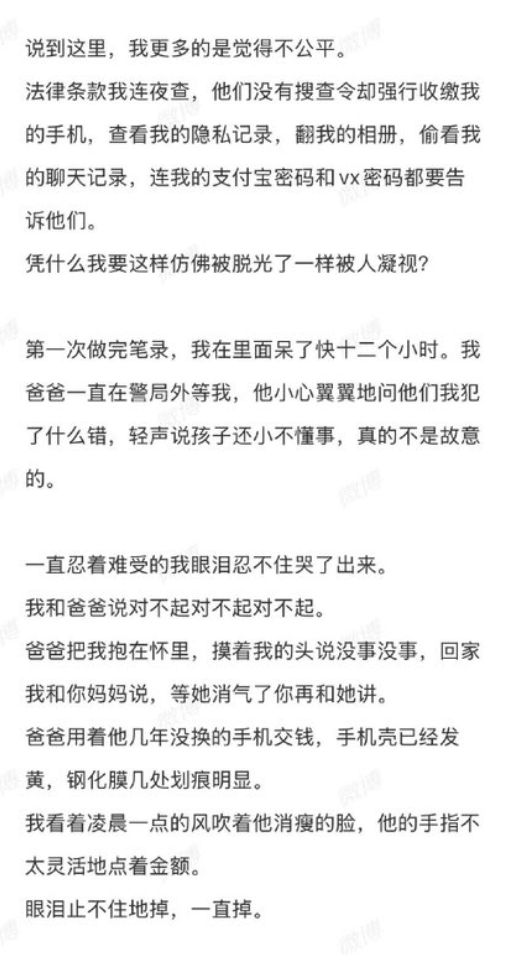 说到这里，我更多的是觉得不公平。
法律条款我连夜查，他们没有搜查令却强行收缴我
的手机，查看我的隐私记录，翻我的相册，偷看我
的聊天记录，连我的支付宝密码和vx密码都要告
诉他们。
凭什么我要这样仿佛被脱光了一样被人凝视？
第一次做完笔录，我在里面呆了快十二个小时。我
爸爸一直在警局外等我，他小心翼翼地问他们我犯
了什么错，轻声说孩子还小不懂事，真的不是故意
的。
一直忍着难受的我眼泪忍不住哭了出来。
我和爸爸说对不起对不起对不起。
爸爸把我抱在怀里，摸着我的头说没事没事，回家
我和你妈妈说，等她消气了你再和她讲。
爸爸用着他几年没换的手机交钱，手机壳已经发
黄，钢化膜几处划痕明显。
我看着凌晨一点的风吹着他消瘦的脸，他的手指不
太灵活地点着金额。
眼泪止不住地掉，一直掉。